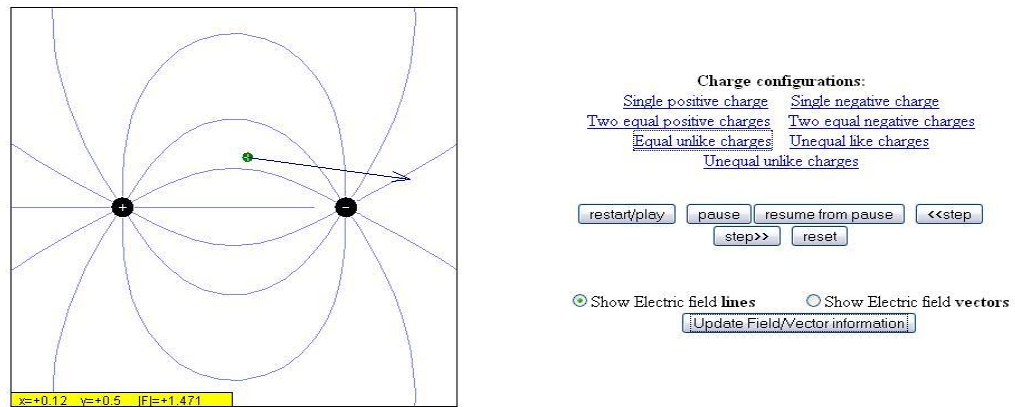 + −
x=+0.12 y=+0.5 |F|=+1.471
Charge configurations:
Single positive charge Single negative charge
Two equal positive charges Two equal negative charges
Equal unlike charges Unequal like charges
Unequal unlike charges
restart/play pause resume from pause <<step
step>> reset
Show Electric field lines Show Electric field vectors
Update Field/Vector information